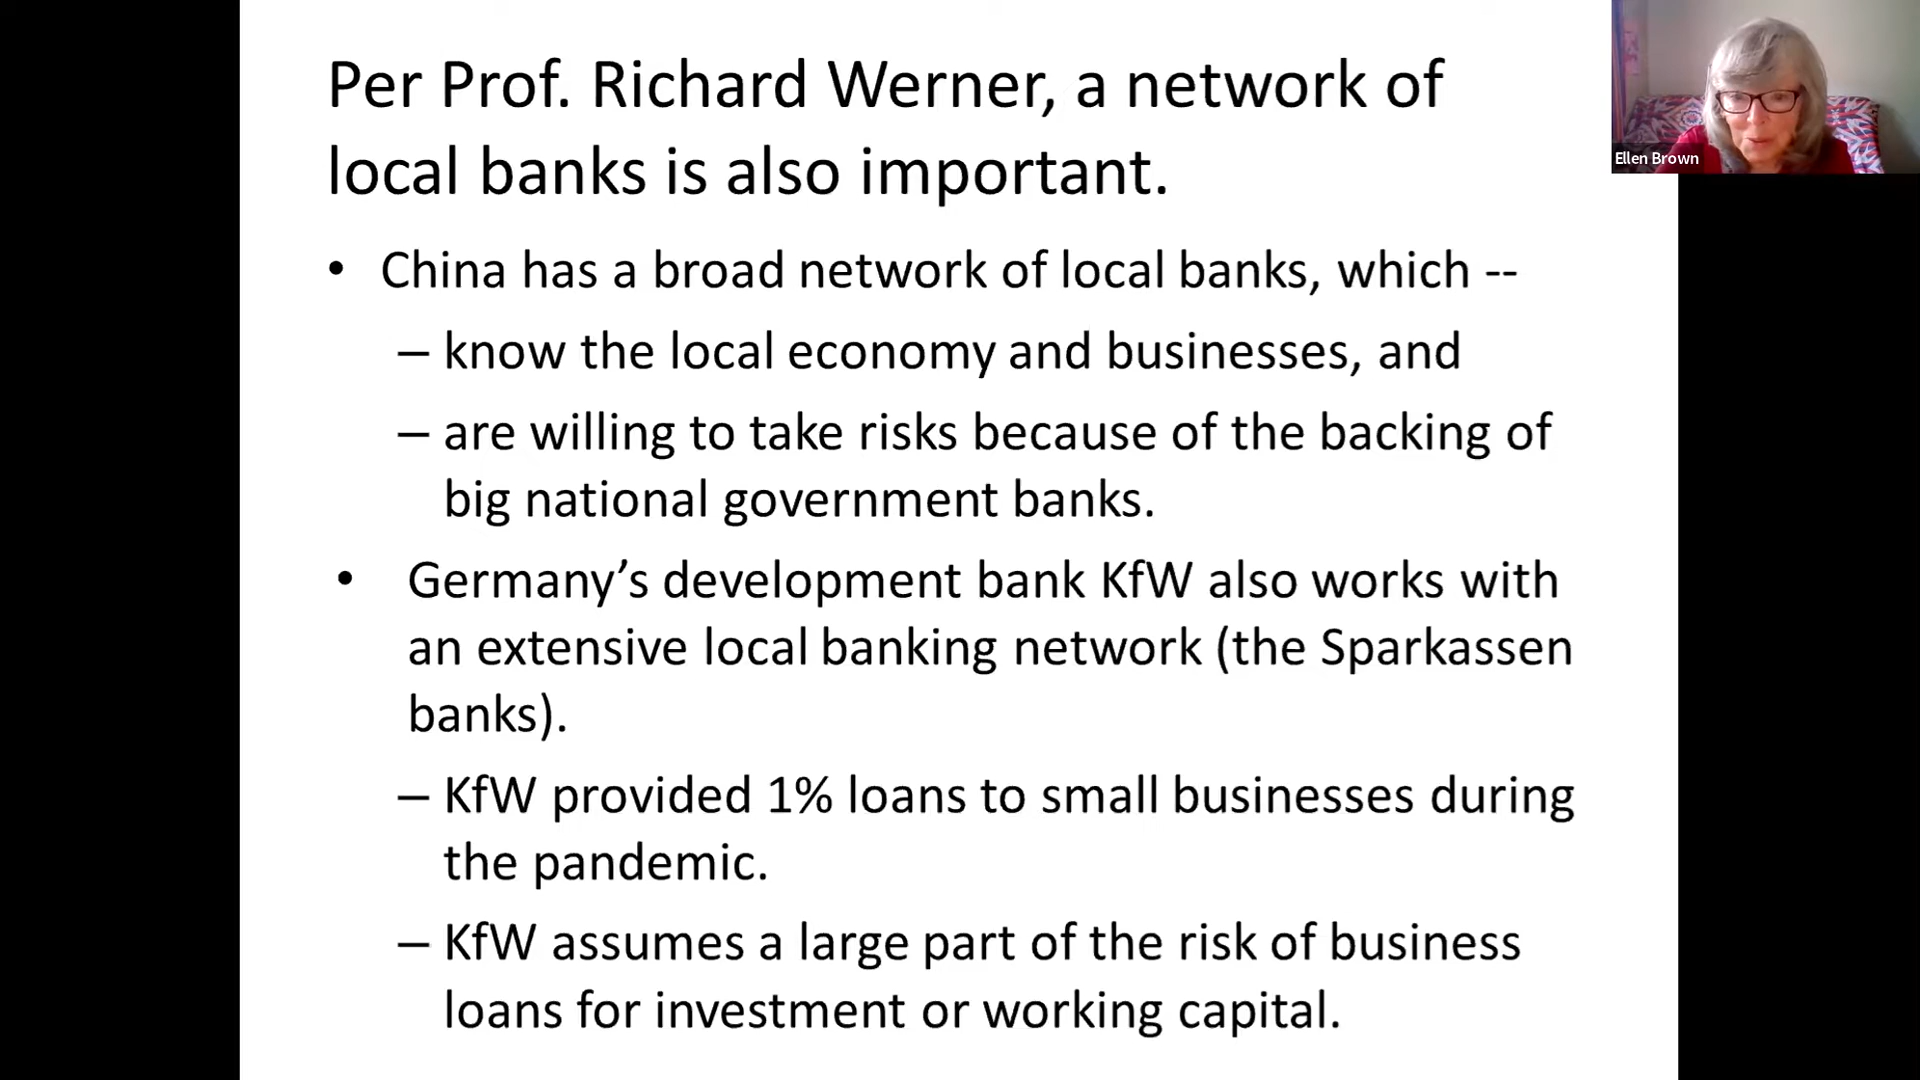 Per Prof. Richard Werner, a network of
local banks is also important.
• China has a broad network of local banks, which --
– know the local economy and businesses, and
– are willing to take risks because of the backing of
big national government banks.
• Germany’s development bank KfW also works with
an extensive local banking network (the Sparkassen
banks).
– KfW provided 1% loans to small businesses during
the pandemic.
– KfW assumes a large part of the risk of business
loans for investment or working capital.
Ellen Brown